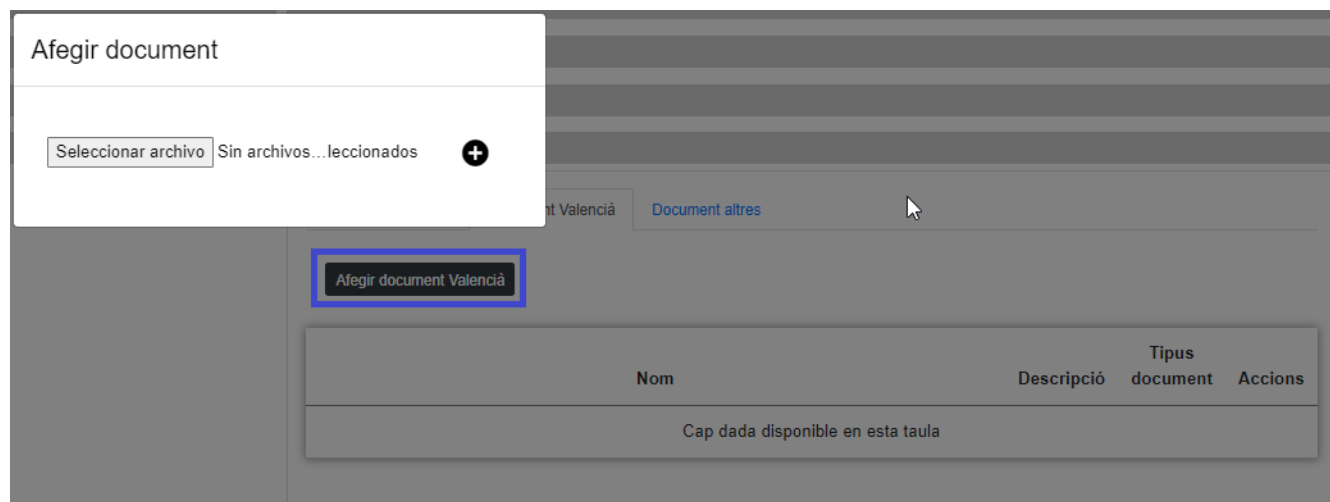 Afegir document
Seleccionar archivo Sin archivos...leccionados
nt Valencià Document altres
Afegir document Valencià
Nom Descripció Tipus document Accions
Cap dada disponible en esta taula